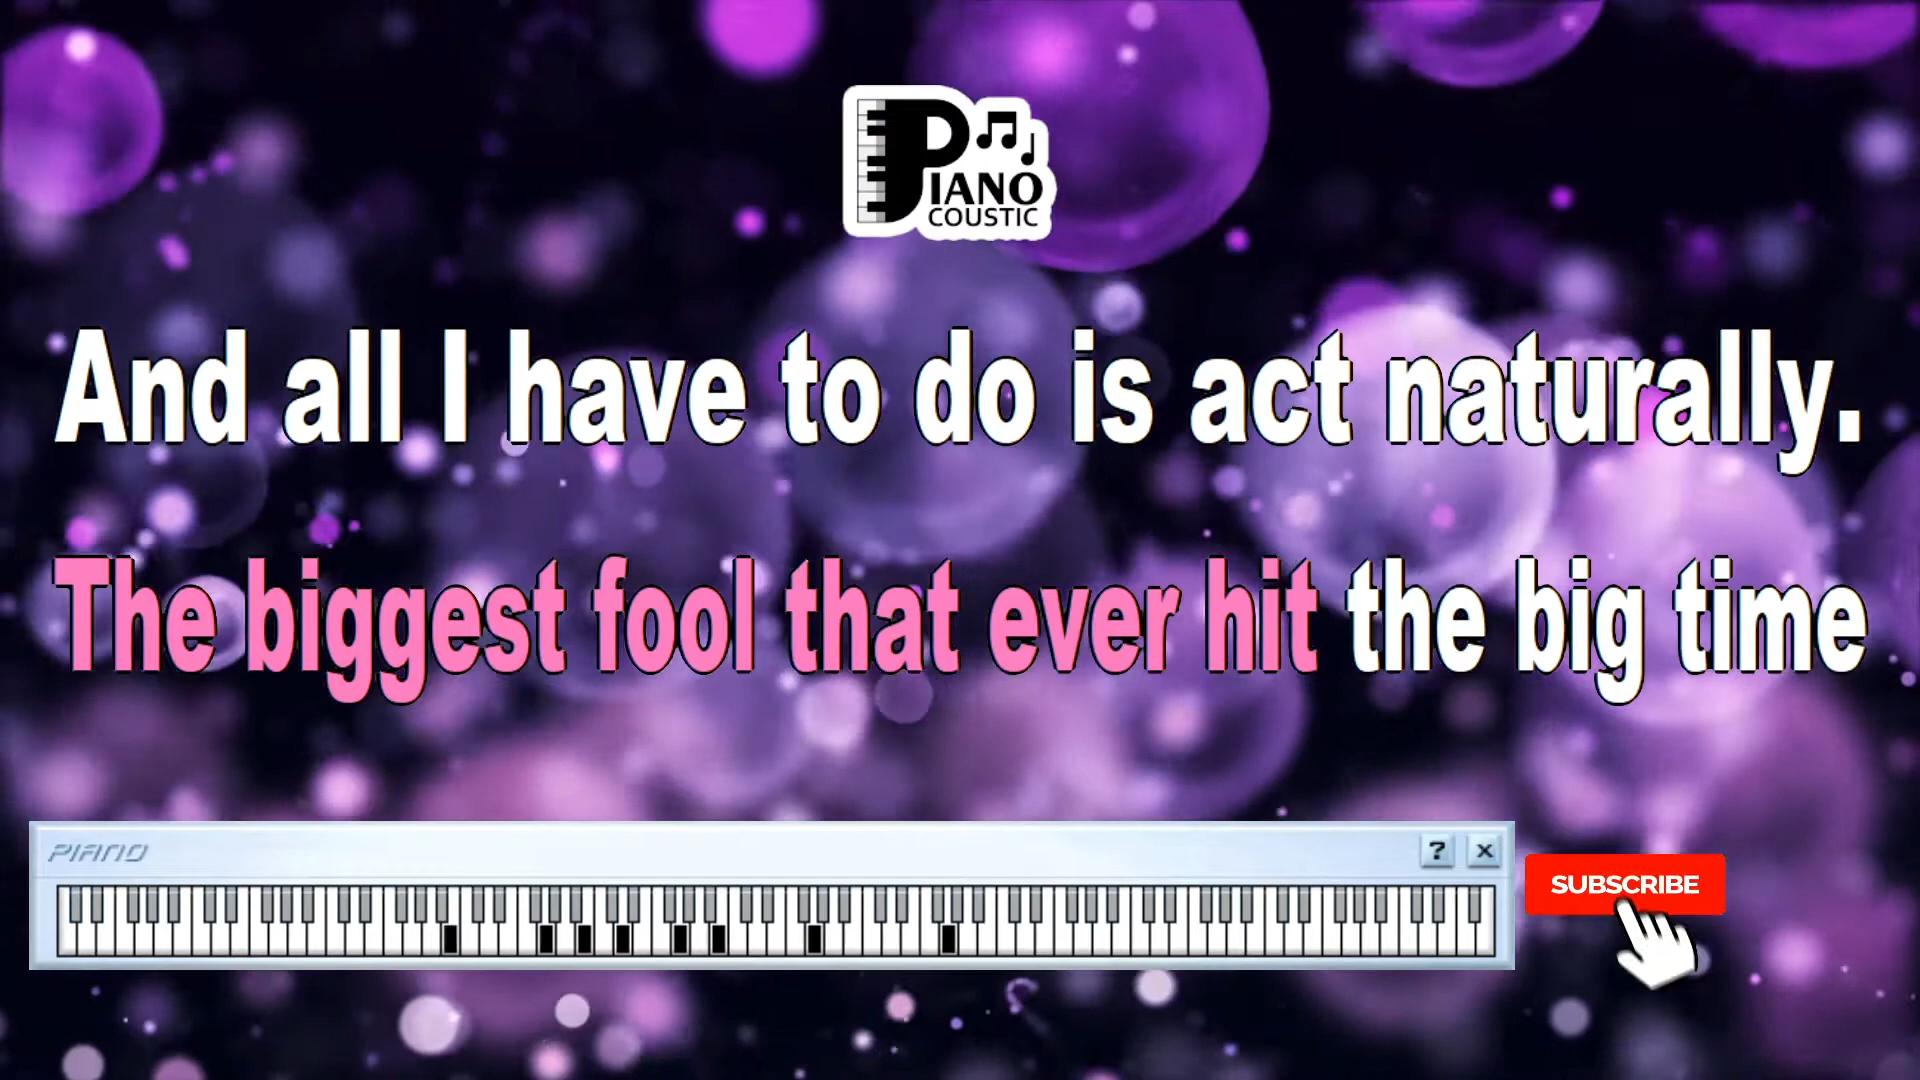 PIANO
COUSTIC
And all I have to do is act naturally.
The biggest fool that ever hit the big time
PIANO
? X
SUBSCRIBE